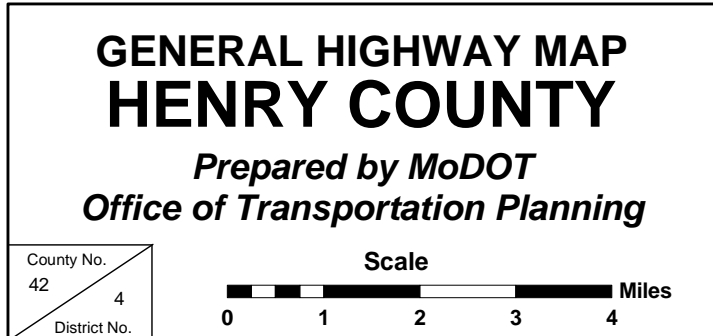 GENERAL HIGHWAY MAP
HENRY COUNTY
Prepared by MoDOT
Office of Transportation Planning
County No.
42
4
District No.
Scale
Miles
0 1 2 3 4